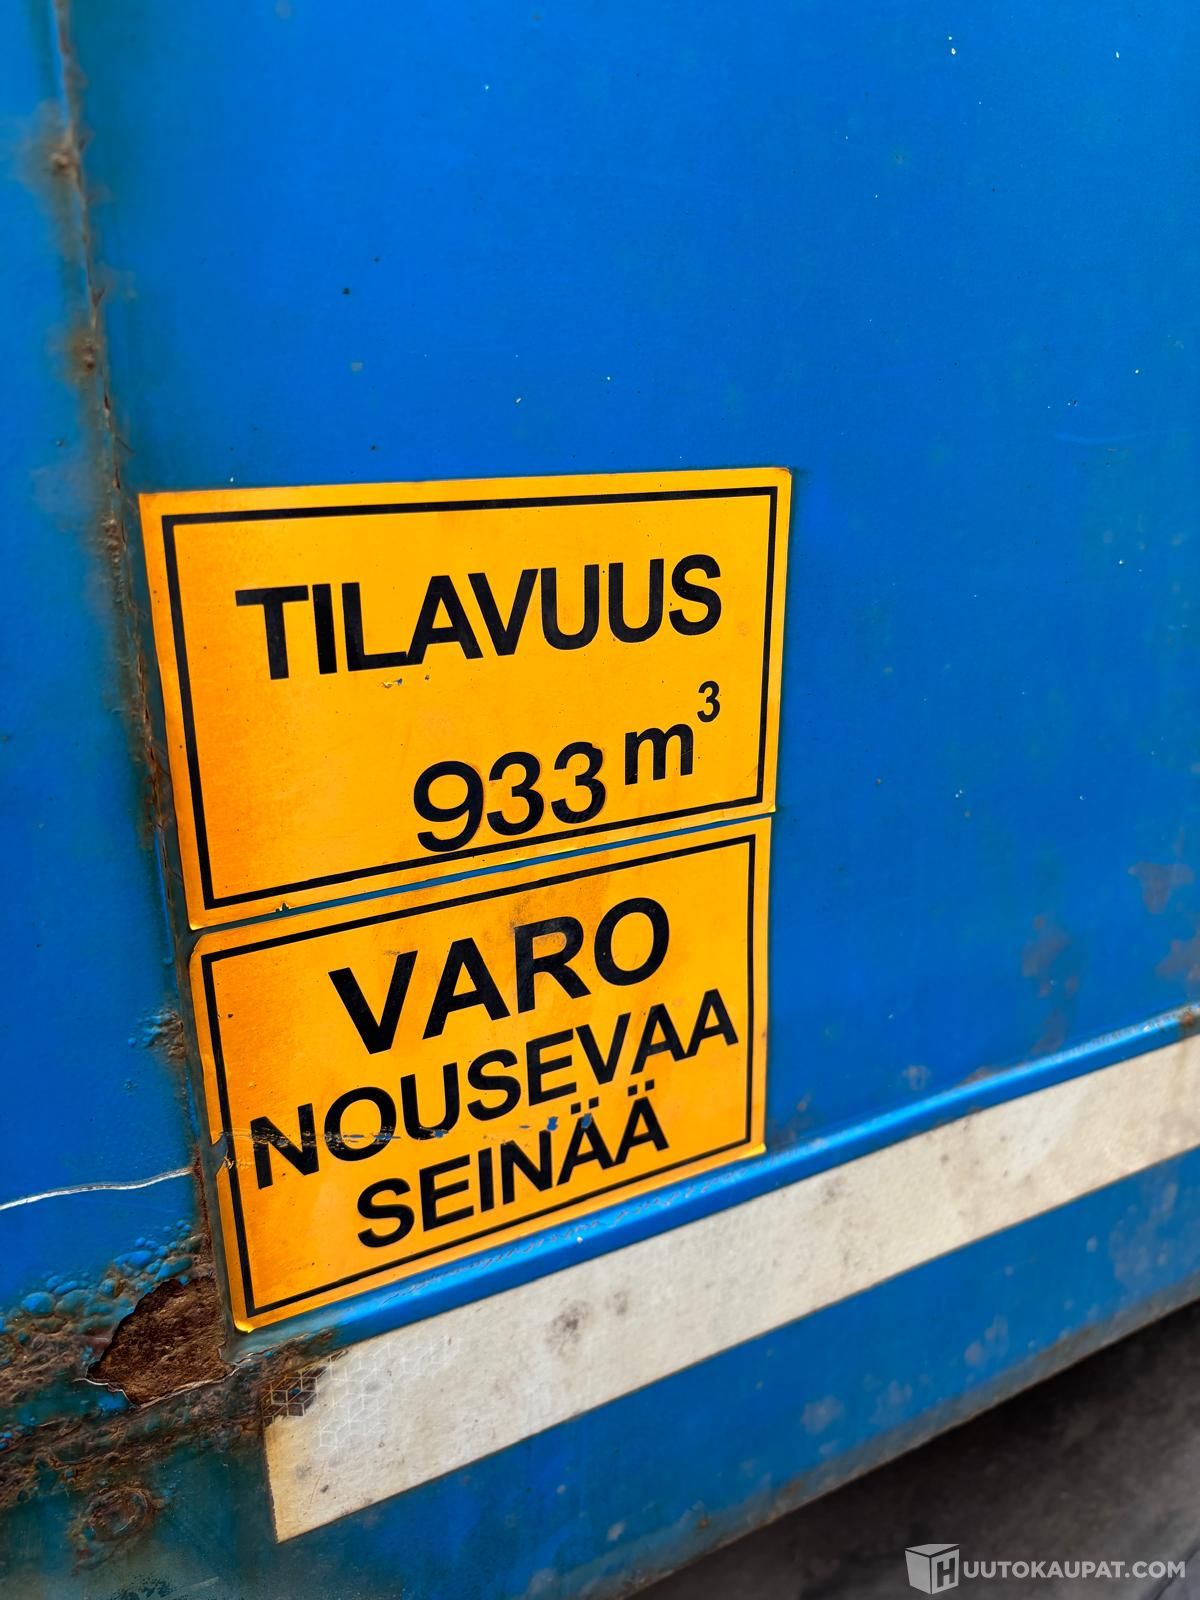 TILAVUUS
933 m³
VARO
NOUSEVAA
SEINÄÄ
HUUTOKAUPAT.COM